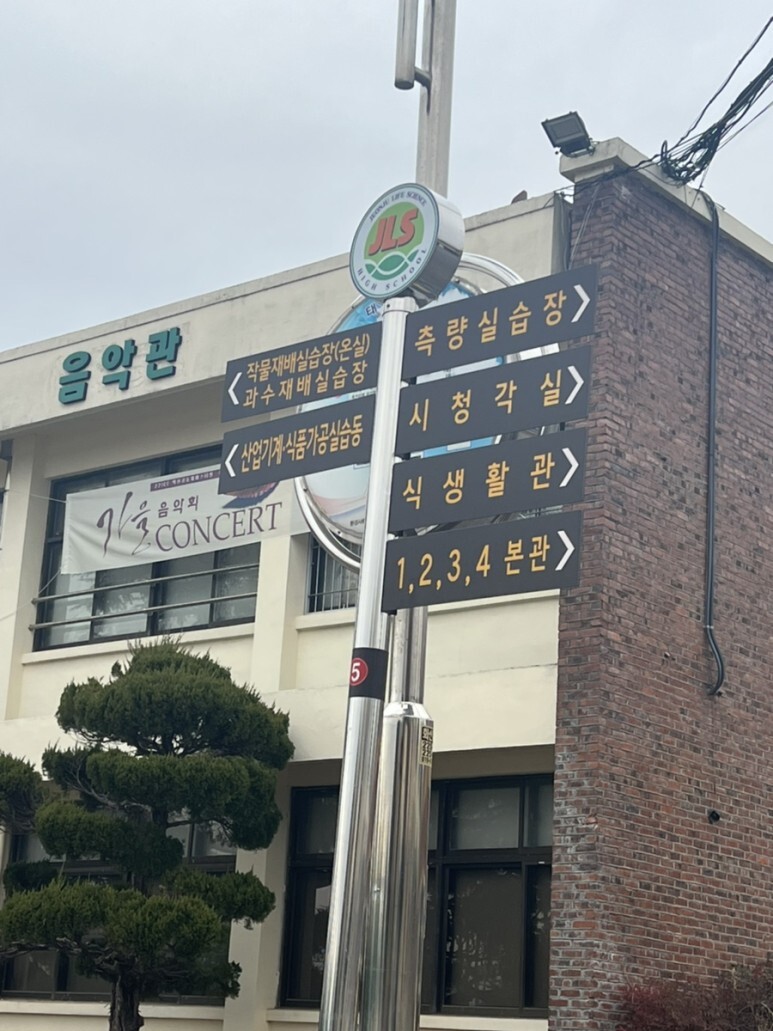 JEONJU LIFE SCIENCE
JLS
HIGH SCHOOL
음악관
작물재배실습장(온실)
과수재배실습장
산업기계·식품가공실습동
측량실습장
시청각실
식생활관
1,2,3,4 본관
가을 음악회
CONCERT
5